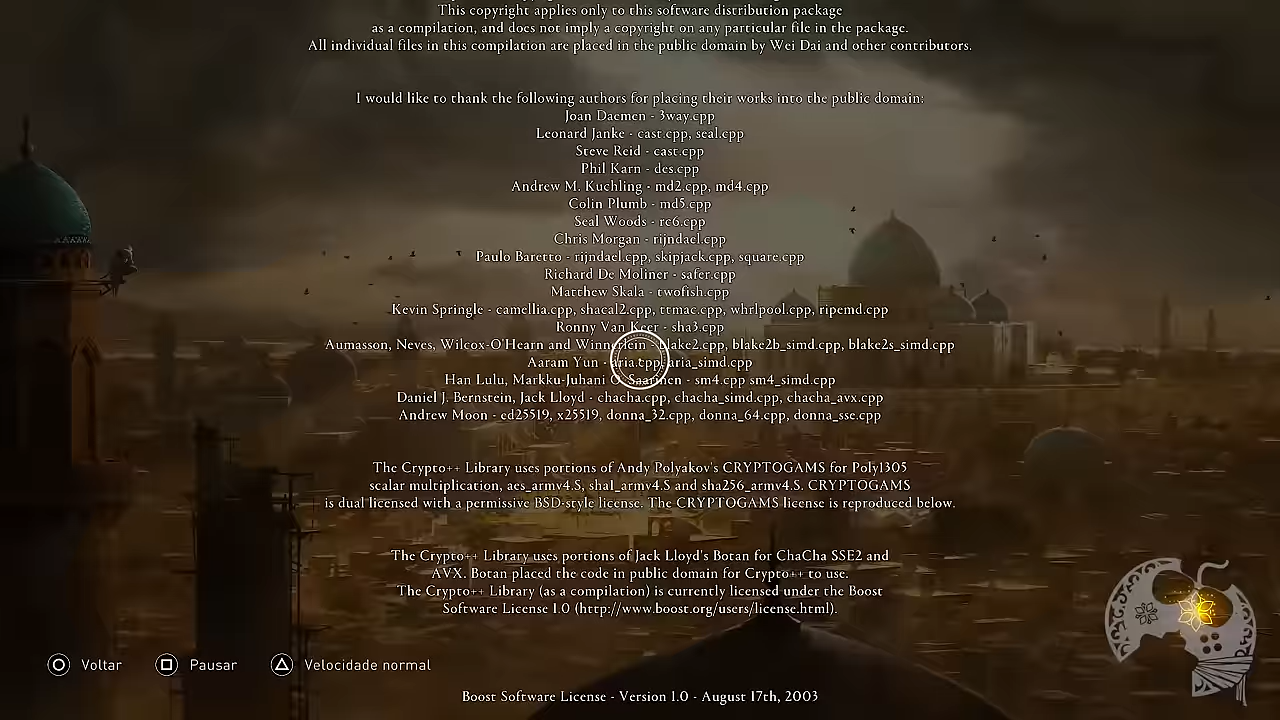 This copyright applies only to this software distribution package
as a compilation, and does not imply a copyright on any particular file in the package.
All individual files in this compilation are placed in the public domain by Wei Dai and other contributors.
I would like to thank the following authors for placing their works into the public domain:
Joan Daemen - 3way.cpp
Leonard Janke - cast.cpp, seal.cpp
Steve Reid - cast.cpp
Phil Karn - des.cpp
Andrew M. Kuchling - md2.cpp, md4.cpp
Colin Plumb - md5.cpp
Seal Woods - rc6.cpp
Chris Morgan - rijndael.cpp
Paulo Baretto - rijndael.cpp, skipjack.cpp, square.cpp
Richard De Moliner - safer.cpp
Matthew Skala - twofish.cpp
Kevin Springle - camellia.cpp, shacal2.cpp, ttmac.cpp, whrlpool.cpp, ripemd.cpp
Ronny Van Keer - sha3.cpp
Aumasson, Neves, Wilcox-O'Hearn and Winnerlein - blake2.cpp, blake2b_simd.cpp, blake2s_simd.cpp
Aaram Yun - aria.cpp, aria_simd.cpp
Han Lulu, Markku-Juhani O. Saarinen - sm4.cpp sm4_simd.cpp
Daniel J. Bernstein, Jack Lloyd - chacha.cpp, chacha_simd.cpp, chacha_avx.cpp
Andrew Moon - ed25519, x25519, donna_32.cpp, donna_64.cpp, donna_sse.cpp
The Crypto++ Library uses portions of Andy Polyakov's CRYPTOGAMS for Poly1305
scalar multiplication, aes_armv4.S, sha1_armv4.S and sha256_armv4.S. CRYPTOGAMS
is dual licensed with a permissive BSD-style license. The CRYPTOGAMS license is reproduced below.
The Crypto++ Library uses portions of Jack Lloyd's Botan for ChaCha SSE2 and
AVX. Botan placed the code in public domain for Crypto++ to use.
The Crypto++ Library (as a compilation) is currently licensed under the Boost
Software License 1.0 (http://www.boost.org/users/license.html).
Voltar Pausar Velocidade normal
Boost Software License - Version 1.0 - August 17th, 2003